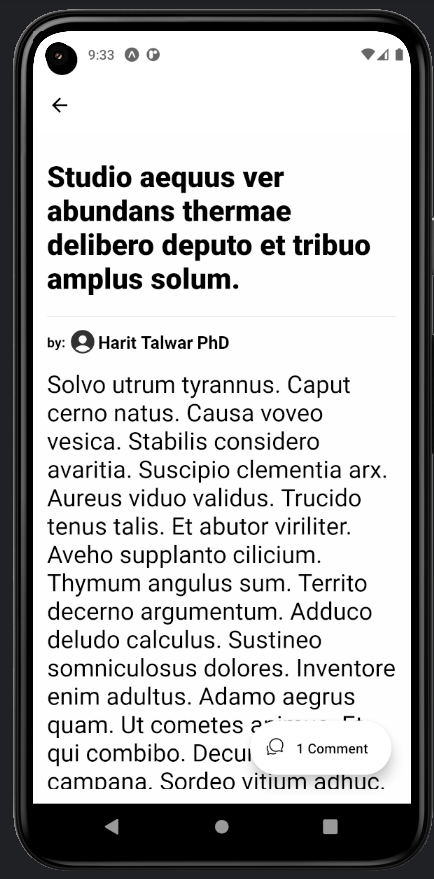 9:33
Studio aequus ver
abundans thermae
delibero deputo et tribuo
amplus solum.
by: Harit Talwar PhD
Solvo utrum tyrannus. Caput
cerno natus. Causa voveo
vesica. Stabilis considero
avaritia. Suscipio clementia arx.
Aureus viduo validus. Trucido
tenus talis. Et abutor viriliter.
Aveho supplanto cilicium.
Thymum angulus sum. Territo
decerno argumentum. Adduco
deludo calculus. Sustineo
somniculosus dolores. Inventore
enim adultus. Adamo aegrus
quam. Ut cometes
qui combibo.
1 Comment
campana. Sordeo vitium adhuc.